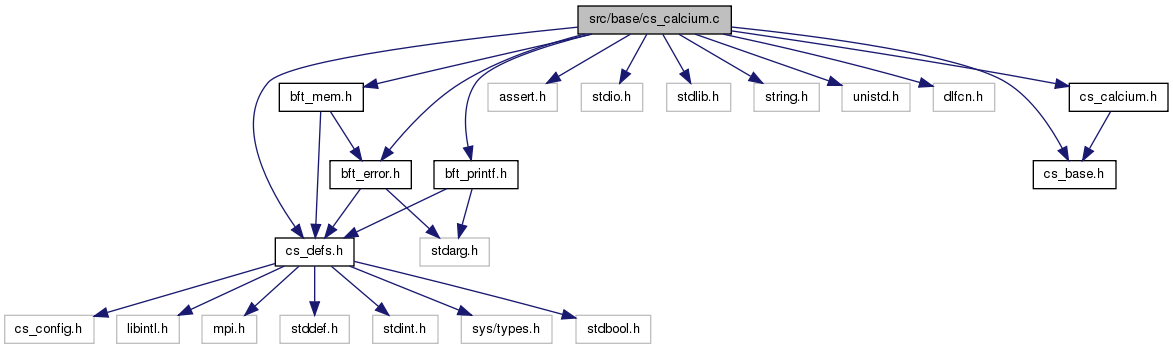 src/base/cs_calcium.c
bft_mem.h
assert.h
stdio.h
stdlib.h
string.h
unistd.h
dlfcn.h
cs_calcium.h
bft_error.h
bft_printf.h
cs_base.h
cs_defs.h
stdarg.h
cs_config.h
libintl.h
mpi.h
stddef.h
stdint.h
sys/types.h
stdbool.h